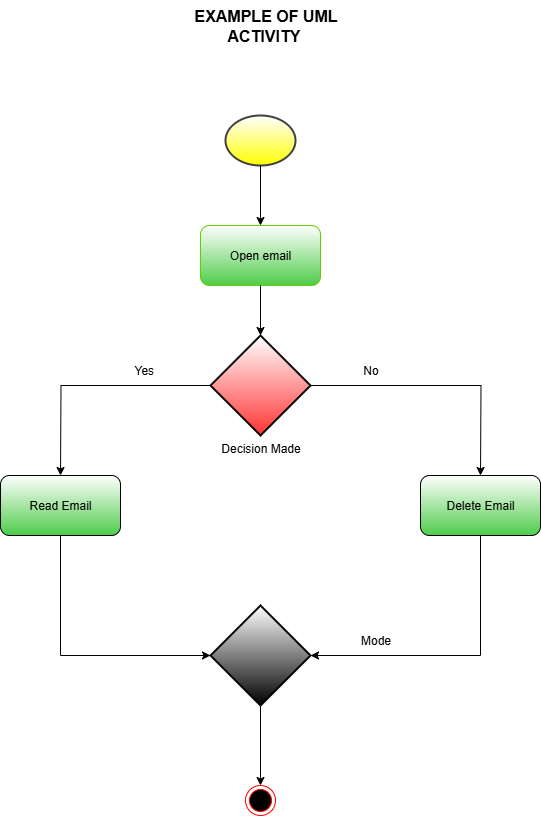 EXAMPLE OF UML
ACTIVITY
Open email
Yes
No
Decision Made
Read Email
Delete Email
Mode